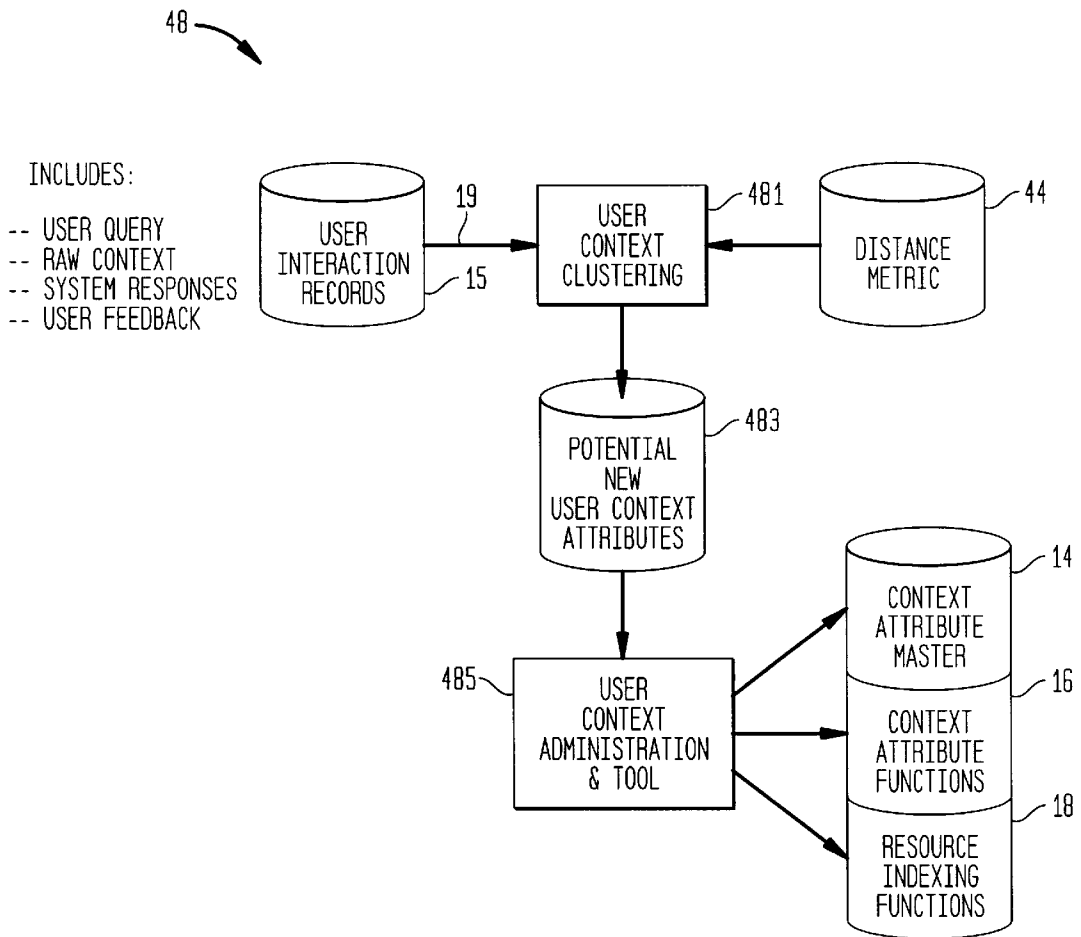 48
INCLUDES:
-- USER QUERY
-- RAW CONTEXT
-- SYSTEM RESPONSES
-- USER FEEDBACK
USER
INTERACTION
RECORDS
15
19
USER
CONTEXT
CLUSTERING
481
DISTANCE
METRIC
44
POTENTIAL
NEW
USER CONTEXT
ATTRIBUTES
483
485
USER
CONTEXT
ADMINISTRATION
& TOOL
CONTEXT
ATTRIBUTE
MASTER
14
CONTEXT
ATTRIBUTE
FUNCTIONS
16
RESOURCE
INDEXING
FUNCTIONS
18